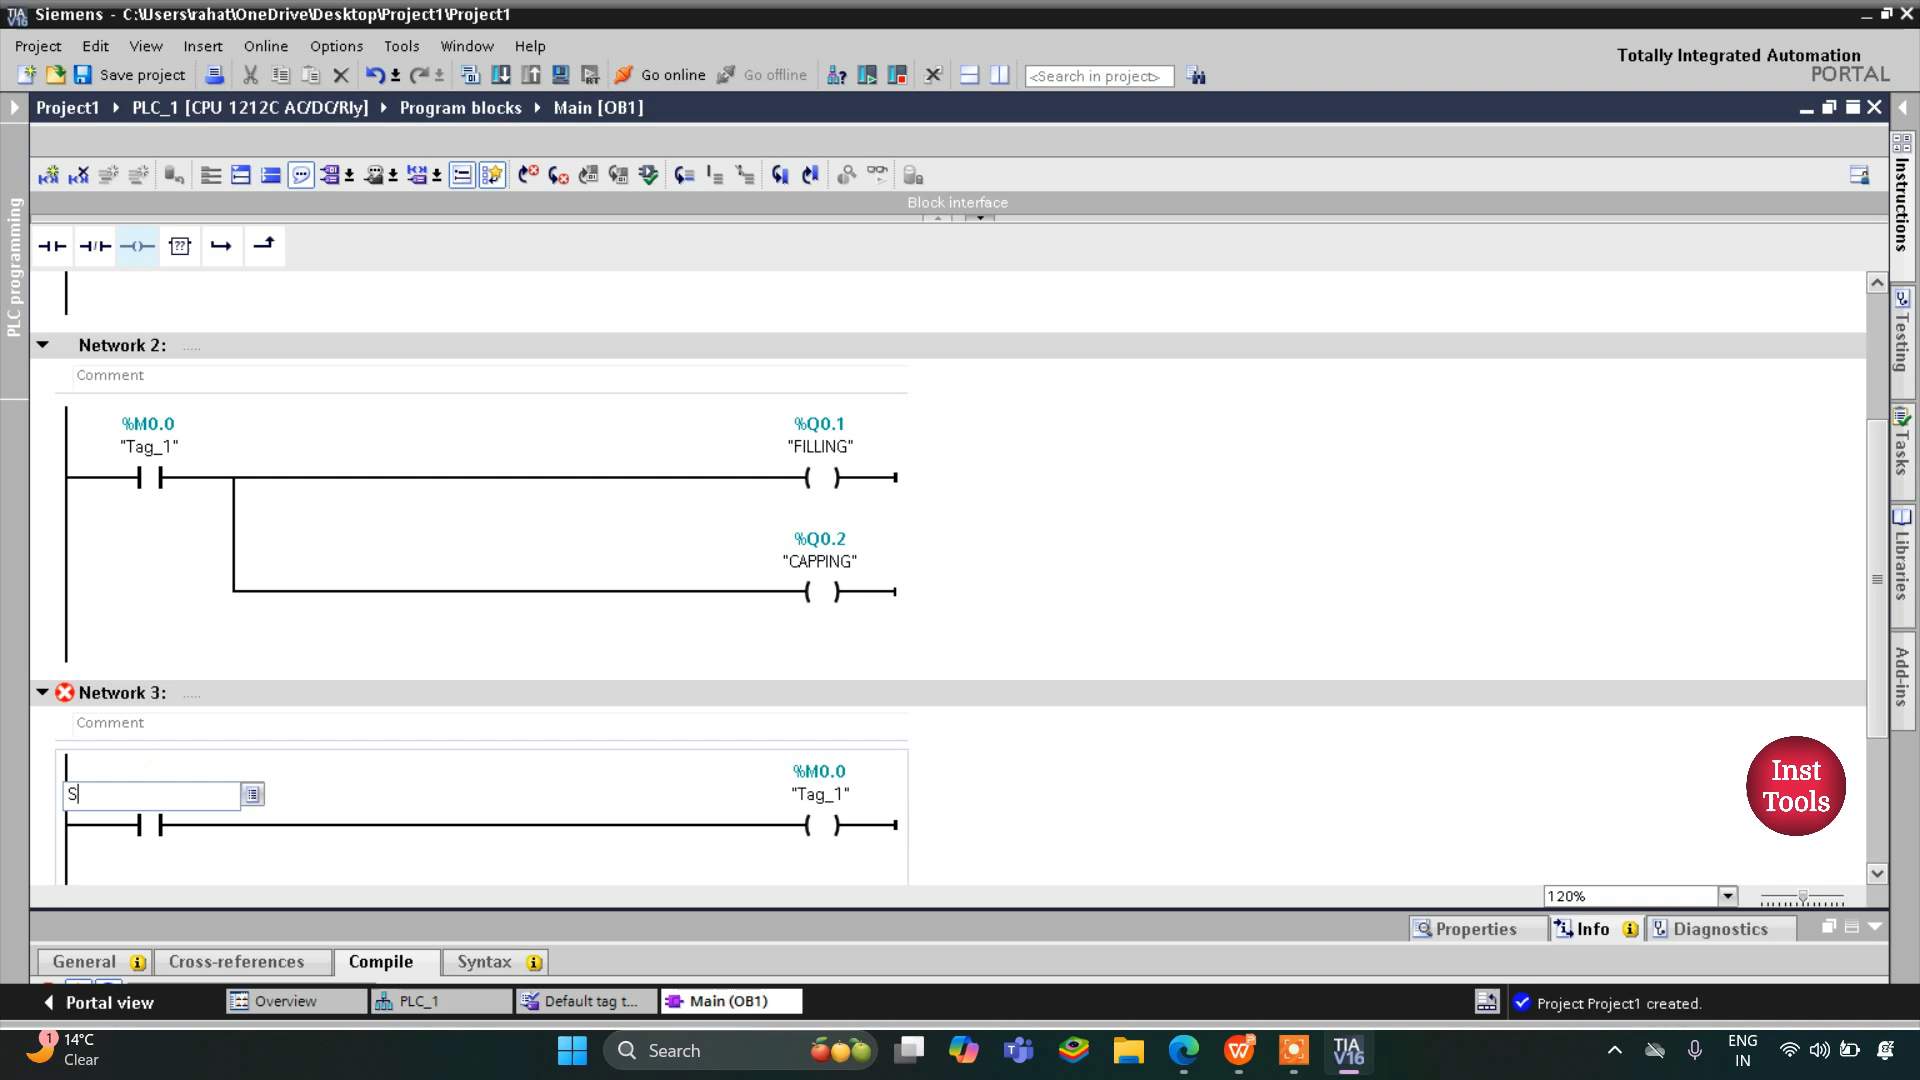 Siemens - C:\Users\rahat\OneDrive\Desktop\Project1\Project1
Project Edit View Insert Online Options Tools Window Help
Save project Go online Go offline <Search in project>
Totally Integrated Automation
PORTAL
Project1 PLC_1 [CPU 1212C AC/DC/Rly] Program blocks Main [OB1]
Block interface
PLC programming
Instructions
Testing
Tasks
Libraries
Add-ins
??
Network 2: .....
Comment
%M0.0
"Tag_1"
%Q0.1
"FILLING"
%Q0.2
"CAPPING"
Network 3: .....
Comment
S
%M0.0
"Tag_1"
Inst
Tools
120%
Properties Info Diagnostics
General Cross-references Compile Syntax
Portal view Overview PLC_1 Default tag t... Main (OB1) Project Project1 created.
1
14°C
Clear
Search
TIA
V16
ENG
IN